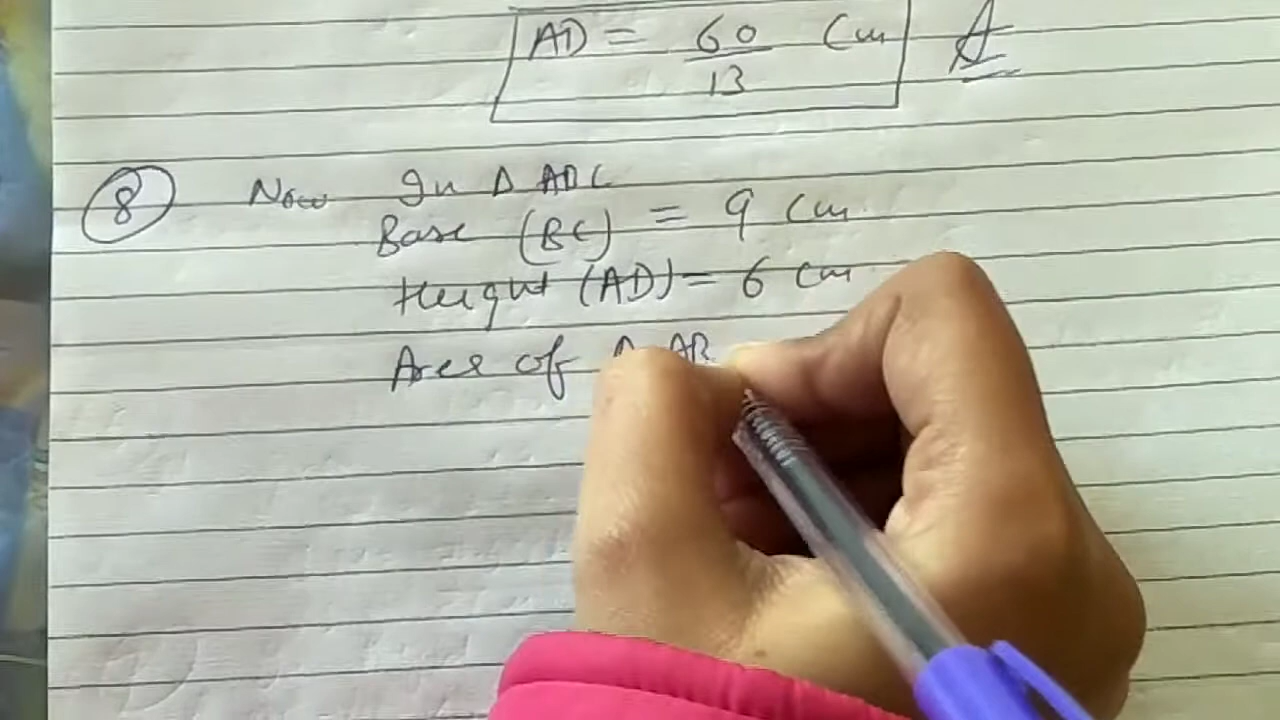 AD = 60/13 Cm A
8 Now In Δ ADC
Base (BC) = 9 Cm
Height (AD) = 6 Cm
Area of Δ AB